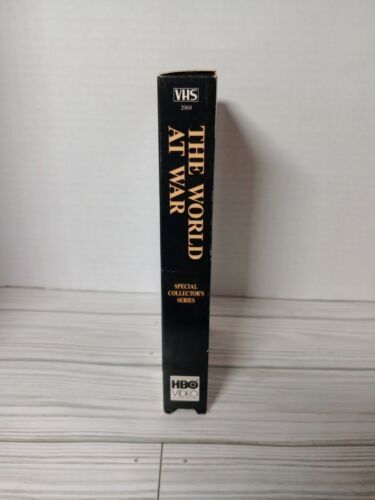 VHS
2068
THE WORLD
AT WAR
SPECIAL
COLLECTOR'S
SERIES
HBO
VIDEO